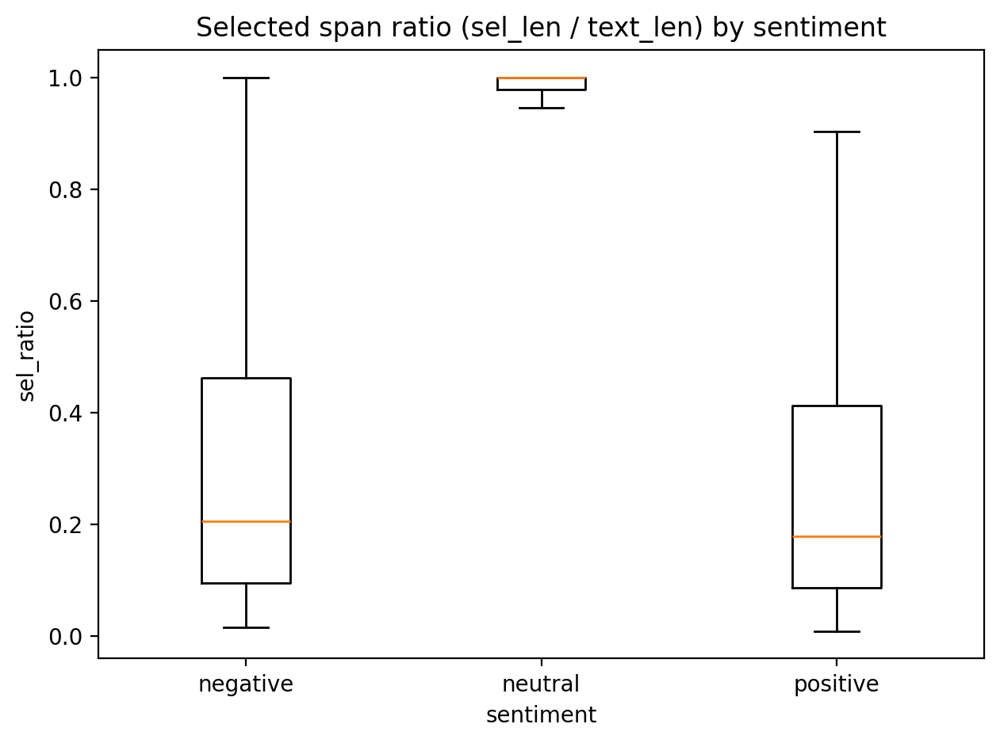 Selected span ratio (sel_len / text_len) by sentiment
1.0
0.8
0.6
0.4
0.2
0.0
sel_ratio
negative
neutral
positive
sentiment